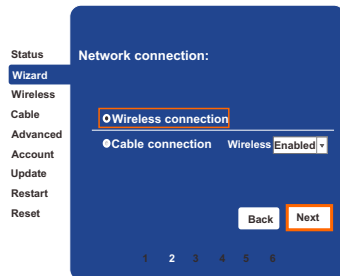 Status
Wizard
Wireless
Cable
Advanced
Account
Update
Restart
Reset
Network connection:
Wireless connection
Cable connection Wireless Enabled
Back Next
1 2 3 4 5 6